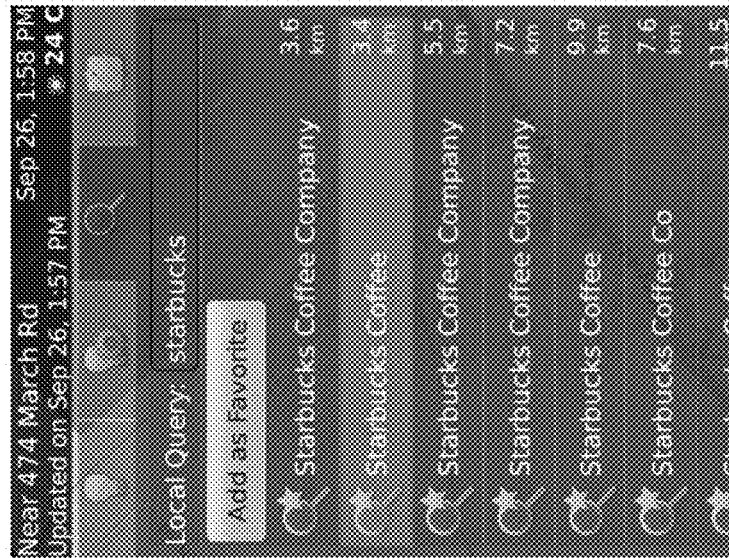 Near 474 March Rd Sep 26, 1:58 PM
Updated on Sep 26, 1:57 PM 24 C
Local Query: starbucks
Add as Favorite
Starbucks Coffee Company 3.6 km
Starbucks Coffee 3.4 km
Starbucks Coffee Company 5.5 km
Starbucks Coffee Company 7.2 km
Starbucks Coffee 9.9 km
Starbucks Coffee Co 7.6 km
11.5